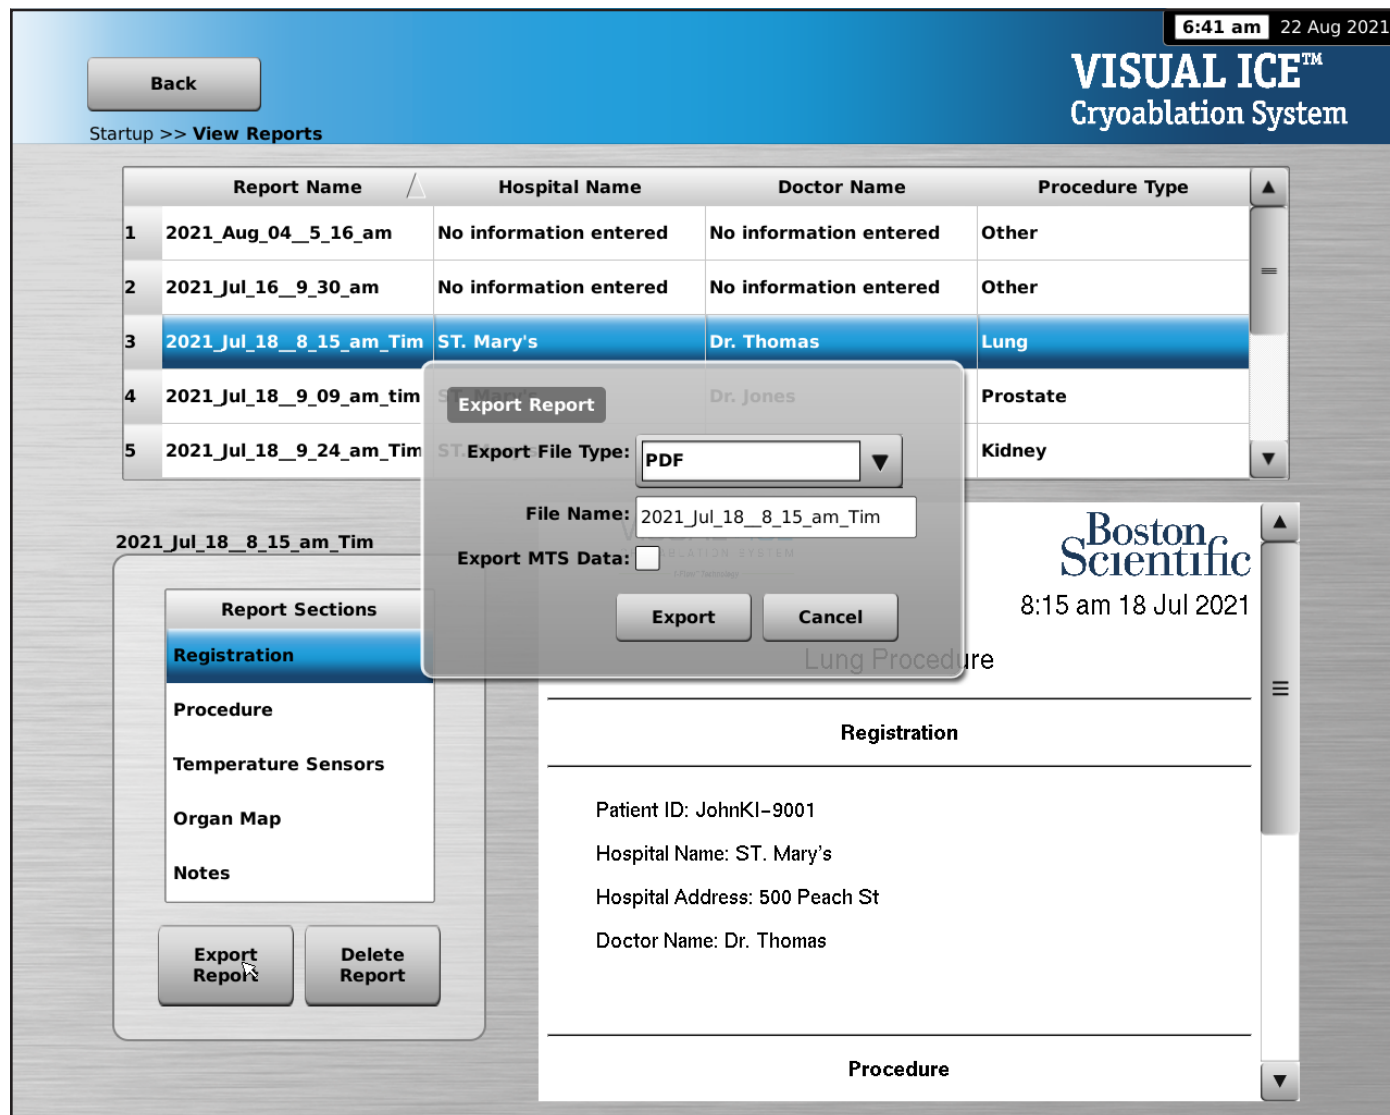 6:41 am 22 Aug 2021
VISUAL ICE™
Cryoablation System
Back
Startup >> View Reports
Report Name Hospital Name Doctor Name Procedure Type
1 2021_Aug_04__5_16_am No information entered No information entered Other
2 2021_Jul_16__9_30_am No information entered No information entered Other
3 2021_Jul_18__8_15_am_Tim ST. Mary's Dr. Thomas Lung
4 2021_Jul_18__9_09_am_tim ST. Mary's Dr. Jones Prostate
5 2021_Jul_18__9_24_am_Tim ST. Kidney
Export Report
Export File Type: PDF
File Name: 2021_Jul_18__8_15_am_Tim
Export MTS Data:
Export Cancel
2021_Jul_18__8_15_am_Tim
Report Sections
Registration
Procedure
Temperature Sensors
Organ Map
Notes
Export Report
Delete Report
Boston
Scientific
8:15 am 18 Jul 2021
Lung Procedure
Registration
Patient ID: JohnKI-9001
Hospital Name: ST. Mary's
Hospital Address: 500 Peach St
Doctor Name: Dr. Thomas
Procedure